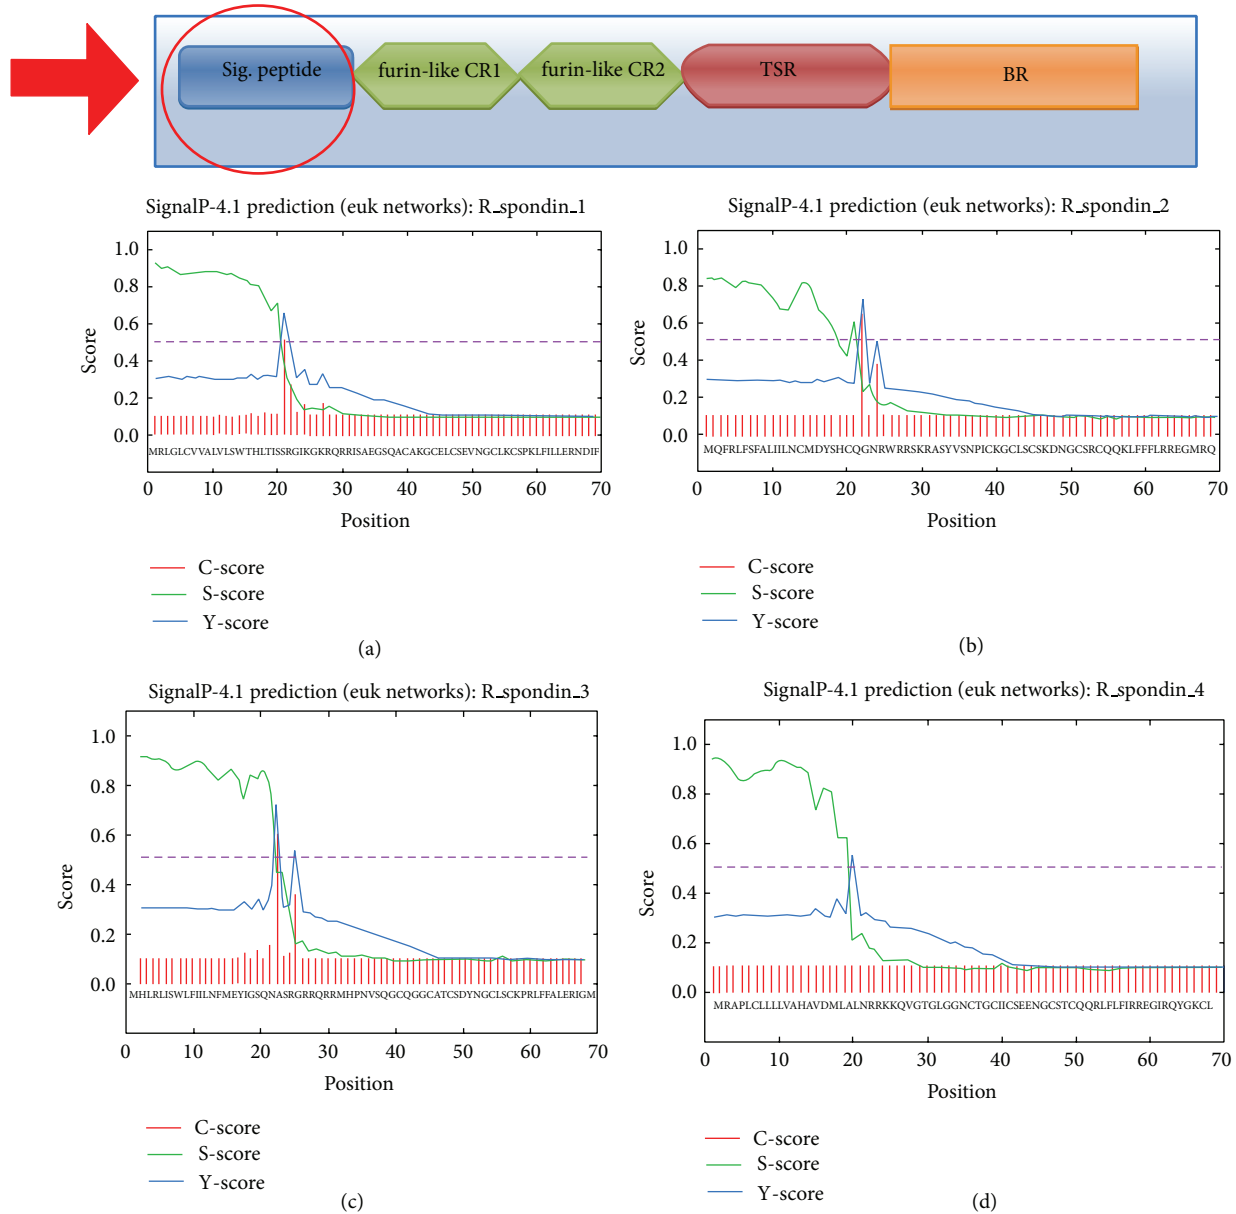 Sig. peptide furin-like CR1 furin-like CR2 TSR BR
SignalP-4.1 prediction (euk networks): R_spondin_1
1.0
0.8
0.6
0.4
0.2
0.0
Score
MRLGLCVVALVLSWTHLTISSRGIKGKRQRRISAEGSQACAKGCELCSEVNGCLKCSPKLFILLERNDIF
0 10 20 30 40 50 60 70
Position
C-score
S-score
Y-score
(a)
SignalP-4.1 prediction (euk networks): R_spondin_2
1.0
0.8
0.6
0.4
0.2
0.0
Score
MQFRLFSFALIILNCMDYSHCQGNRWRRSKRASYVSNPICKGCLSCSKDNGCSRCQQKLFFFLRREGMRQ
0 10 20 30 40 50 60 70
Position
C-score
S-score
Y-score
(b)
SignalP-4.1 prediction (euk networks): R_spondin_3
1.0
0.8
0.6
0.4
0.2
0.0
Score
MHLRLISWLFIILNFMEYIGSQNASRGRRQRRMHPNVSQGCQGGCATCSDYNGCLSCKPRLFFALERIGM
0 10 20 30 40 50 60 70
Position
C-score
S-score
Y-score
(c)
SignalP-4.1 prediction (euk networks): R_spondin_4
1.0
0.8
0.6
0.4
0.2
0.0
Score
MRAPLCLLLLVAHAVDMLALNRRKKQVGTGLGGNCTGCIICSEENGCSTCQQRLFLFIRREGIRQYGKCL
0 10 20 30 40 50 60 70
Position
C-score
S-score
Y-score
(d)